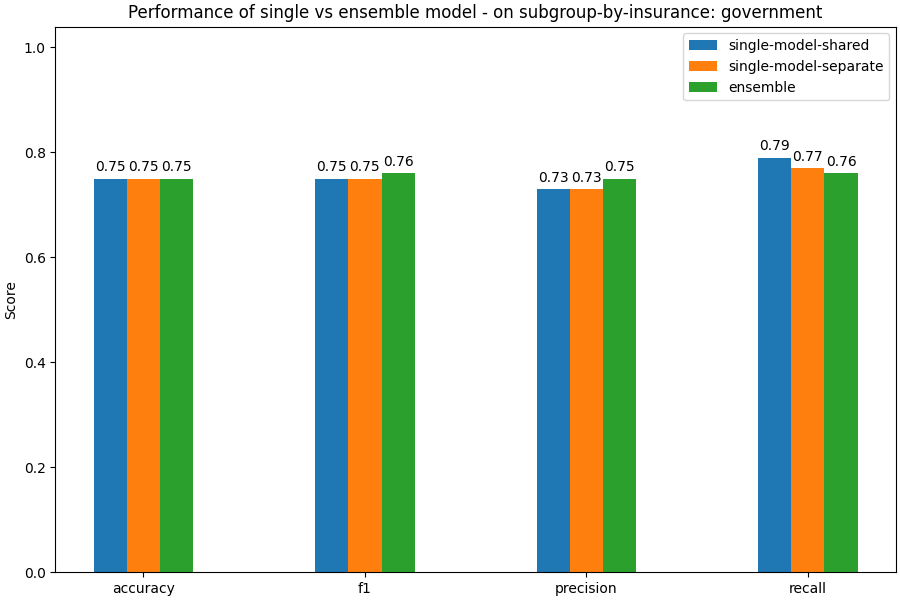 Performance of single vs ensemble model - on subgroup-by-insurance: government
single-model-shared
single-model-separate
ensemble
Score
1.0
0.8
0.6
0.4
0.2
0.0
0.75 0.75 0.75
0.75 0.75 0.76
0.73 0.73 0.75
0.79 0.77 0.76
accuracy f1 precision recall